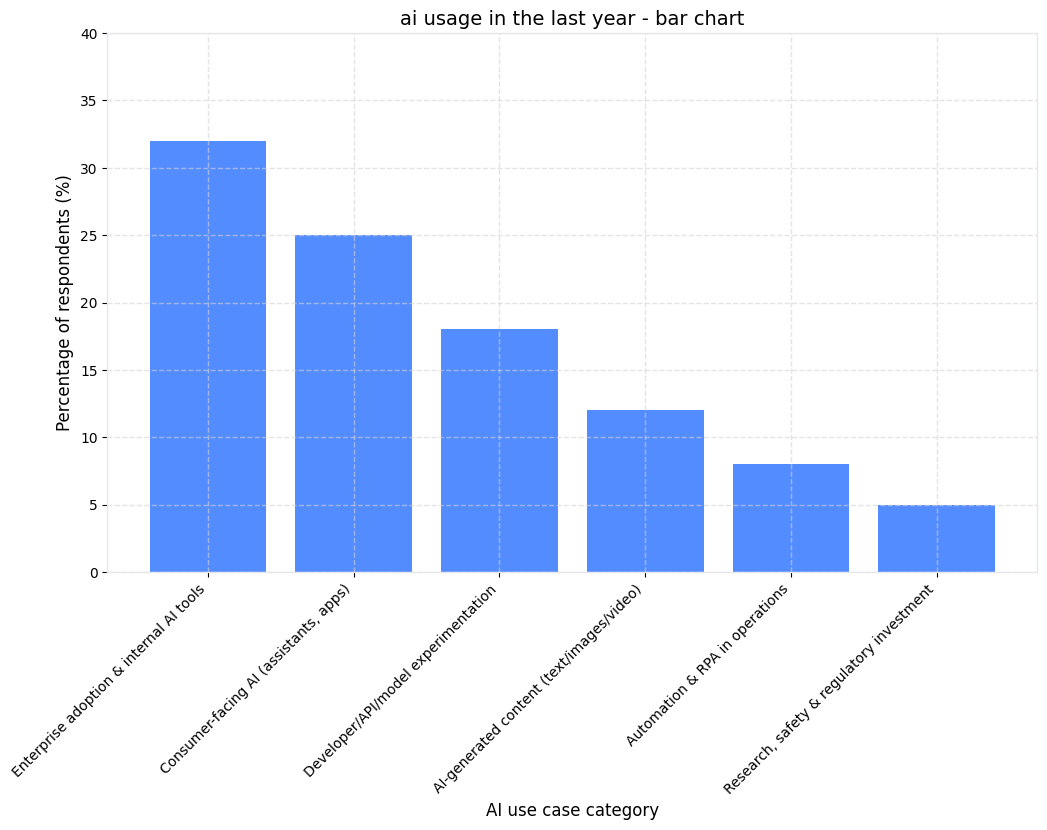 ai usage in the last year - bar chart
Percentage of respondents (%)
40
35
30
25
20
15
10
5
0
Enterprise adoption & internal AI tools
Consumer-facing AI (assistants, apps)
Developer/API/model experimentation
AI-generated content (text/images/video)
Automation & RPA in operations
Research, safety & regulatory investment
AI use case category